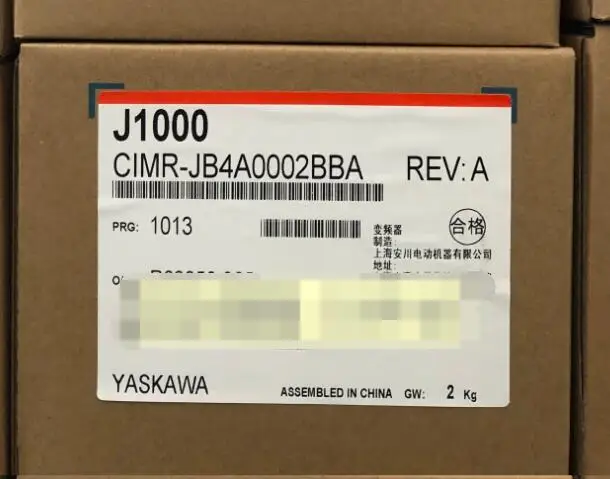 J1000
CIMR-JB4A0002BBA REV: A
PRG: 1013
合格
变频器
制造:
上海安川电动机器有限公司
地址:
YASKAWA ASSEMBLED IN CHINA GW: 2 Kg